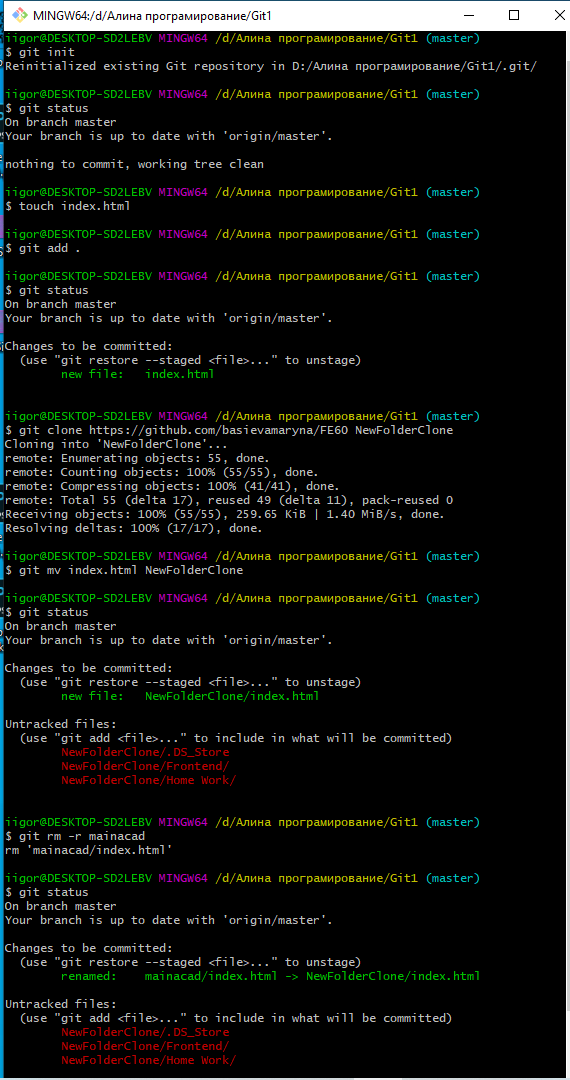 MINGW64:/d/Алина програмирование/Git1
iigor@DESKTOP-SD2LEBV MINGW64 /d/Алина програмирование/Git1 (master)
$ git init
Reinitialized existing Git repository in D:/Алина програмирование/Git1/.git/
iigor@DESKTOP-SD2LEBV MINGW64 /d/Алина програмирование/Git1 (master)
$ git status
On branch master
Your branch is up to date with 'origin/master'.
nothing to commit, working tree clean
iigor@DESKTOP-SD2LEBV MINGW64 /d/Алина програмирование/Git1 (master)
$ touch index.html
iigor@DESKTOP-SD2LEBV MINGW64 /d/Алина програмирование/Git1 (master)
$ git add .
iigor@DESKTOP-SD2LEBV MINGW64 /d/Алина програмирование/Git1 (master)
$ git status
On branch master
Your branch is up to date with 'origin/master'.
Changes to be committed:
  (use "git restore --staged <file>..." to unstage)
        new file:   index.html
iigor@DESKTOP-SD2LEBV MINGW64 /d/Алина програмирование/Git1 (master)
$ git clone https://github.com/basievamaryna/FE60 NewFolderClone
Cloning into 'NewFolderClone'...
remote: Enumerating objects: 55, done.
remote: Counting objects: 100% (55/55), done.
remote: Compressing objects: 100% (41/41), done.
remote: Total 55 (delta 17), reused 49 (delta 11), pack-reused 0
Receiving objects: 100% (55/55), 259.65 KiB | 1.40 MiB/s, done.
Resolving deltas: 100% (17/17), done.
iigor@DESKTOP-SD2LEBV MINGW64 /d/Алина програмирование/Git1 (master)
$ git mv index.html NewFolderClone
iigor@DESKTOP-SD2LEBV MINGW64 /d/Алина програмирование/Git1 (master)
$ git status
On branch master
Your branch is up to date with 'origin/master'.
Changes to be committed:
  (use "git restore --staged <file>..." to unstage)
        new file:   NewFolderClone/index.html
Untracked files:
  (use "git add <file>..." to include in what will be committed)
        NewFolderClone/.DS_Store
        NewFolderClone/Frontend/
        NewFolderClone/Home Work/
iigor@DESKTOP-SD2LEBV MINGW64 /d/Алина програмирование/Git1 (master)
$ git rm -r mainacad
rm 'mainacad/index.html'
iigor@DESKTOP-SD2LEBV MINGW64 /d/Алина програмирование/Git1 (master)
$ git status
On branch master
Your branch is up to date with 'origin/master'.
Changes to be committed:
  (use "git restore --staged <file>..." to unstage)
        renamed:    mainacad/index.html -> NewFolderClone/index.html
Untracked files:
  (use "git add <file>..." to include in what will be committed)
        NewFolderClone/.DS_Store
        NewFolderClone/Frontend/
        NewFolderClone/Home Work/